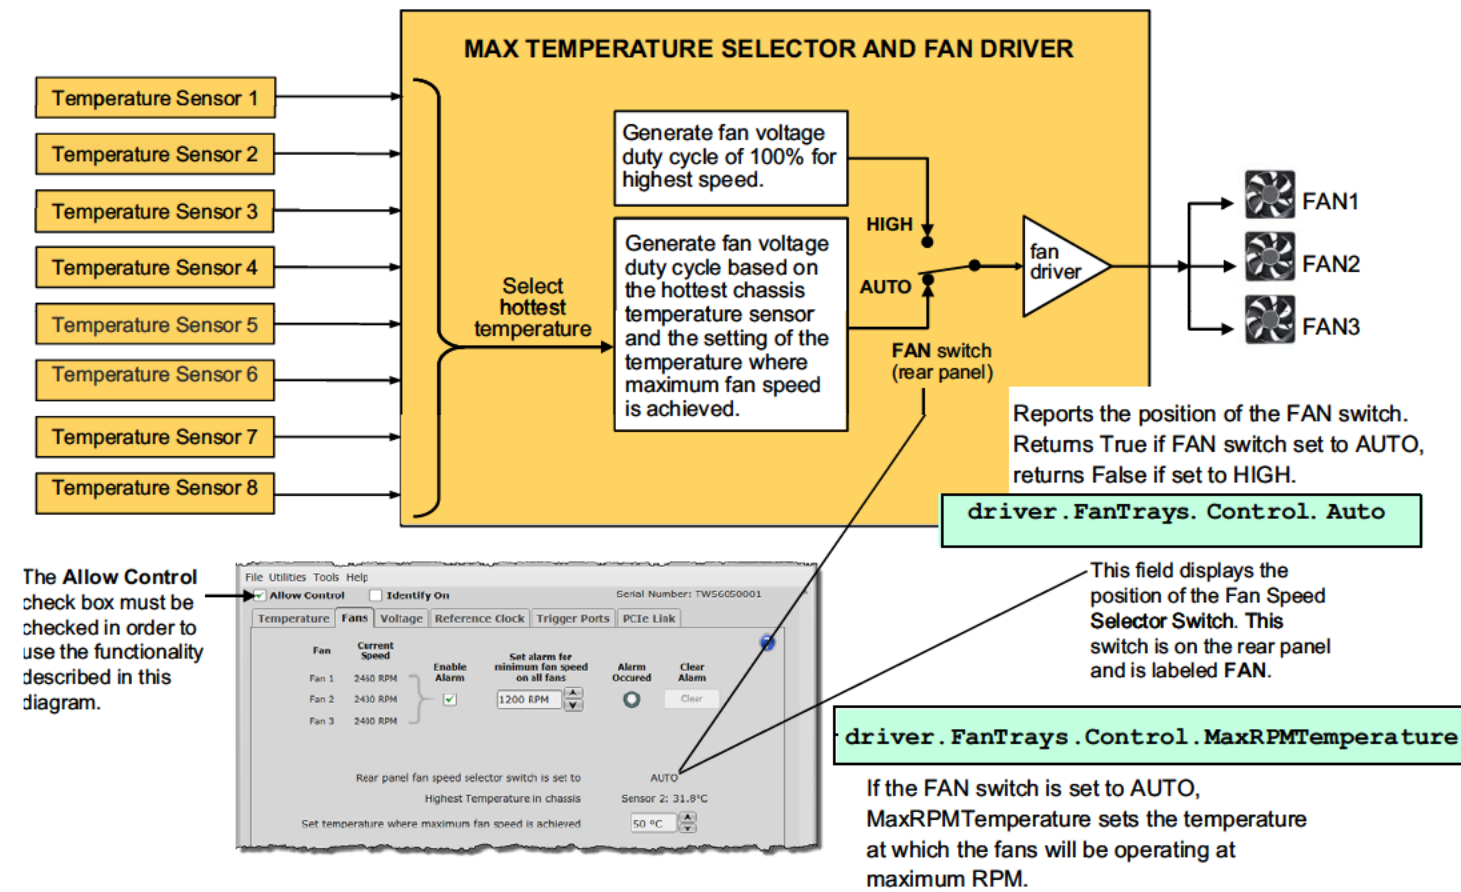 MAX TEMPERATURE SELECTOR AND FAN DRIVER
Temperature Sensor 1
Temperature Sensor 2
Temperature Sensor 3
Temperature Sensor 4
Temperature Sensor 5
Temperature Sensor 6
Temperature Sensor 7
Temperature Sensor 8
Select
hottest
temperature
Generate fan voltage
duty cycle of 100% for
highest speed.
Generate fan voltage
duty cycle based on
the hottest chassis
temperature sensor
and the setting of the
temperature where
maximum fan speed
is achieved.
HIGH
AUTO
FAN switch
(rear panel)
fan
driver
FAN1
FAN2
FAN3
Reports the position of the FAN switch.
Returns True if FAN switch set to AUTO,
returns False if set to HIGH.
driver.FanTrays.Control.Auto
The Allow Control
check box must be
checked in order to
use the functionality
described in this
diagram.
File Utilities Tools Help
Allow Control Identify On Serial Number: TW56050001
Temperature Fans Voltage Reference Clock Trigger Ports PCIe Link
Fan
Current
Speed
Enable
Alarm
Set alarm for
minimum fan speed
on all fans
Alarm
Occured
Clear
Alarm
Fan 1 2460 RPM
Fan 2 2430 RPM
1200 RPM
Clear
Fan 3 2400 RPM
Rear panel fan speed selector switch is set to AUTO
Highest Temperature in chassis Sensor 2: 31.8°C
Set temperature where maximum fan speed is achieved 50 °C
This field displays the
position of the Fan Speed
Selector Switch. This
switch is on the rear panel
and is labeled FAN.
driver.FanTrays.Control.MaxRPMTemperature
If the FAN switch is set to AUTO,
MaxRPMTemperature sets the temperature
at which the fans will be operating at
maximum RPM.